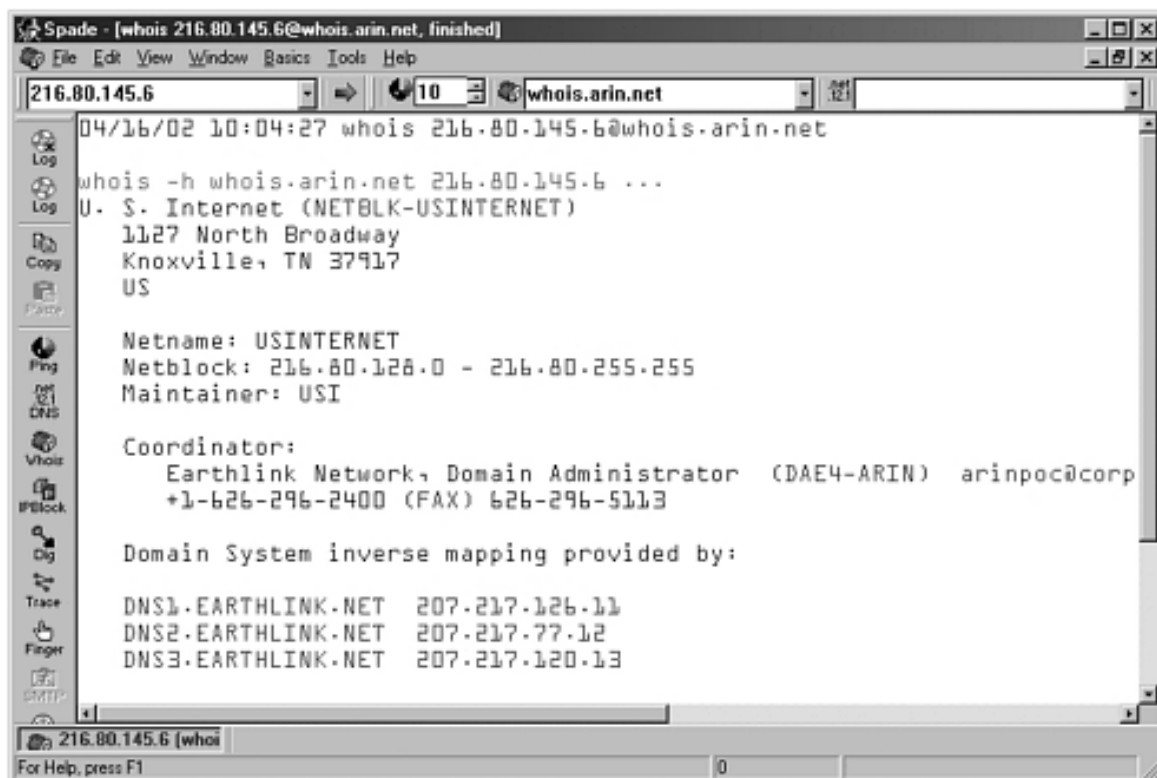 Spade - [whois 216.80.145.6@whois.arin.net, finished]
File Edit View Window Basics Tools Help
216.80.145.6 10 whois.arin.net
04/16/02 10:04:27 whois 216.80.145.6@whois.arin.net
whois -h whois.arin.net 216.80.145.6 ...
U. S. Internet (NETBLK-USINTERNET)
1127 North Broadway
Knoxville, TN 37917
US
Netname: USINTERNET
Netblock: 216.80.128.0 - 216.80.255.255
Maintainer: USI
Coordinator:
Earthlink Network, Domain Administrator (DAE4-ARIN) arinpoc@corp
+1-626-296-2400 (FAX) 626-296-5113
Domain System inverse mapping provided by:
DNS1.EARTHLINK.NET 207.217.126.11
DNS2.EARTHLINK.NET 207.217.77.12
DNS3.EARTHLINK.NET 207.217.120.13
Log
Log
Copy
Paste
Ping
DNS
Whois
IPBlock
Dig
Trace
Finger
SMTP
216.80.145.6 (whoi
For Help, press F1
0